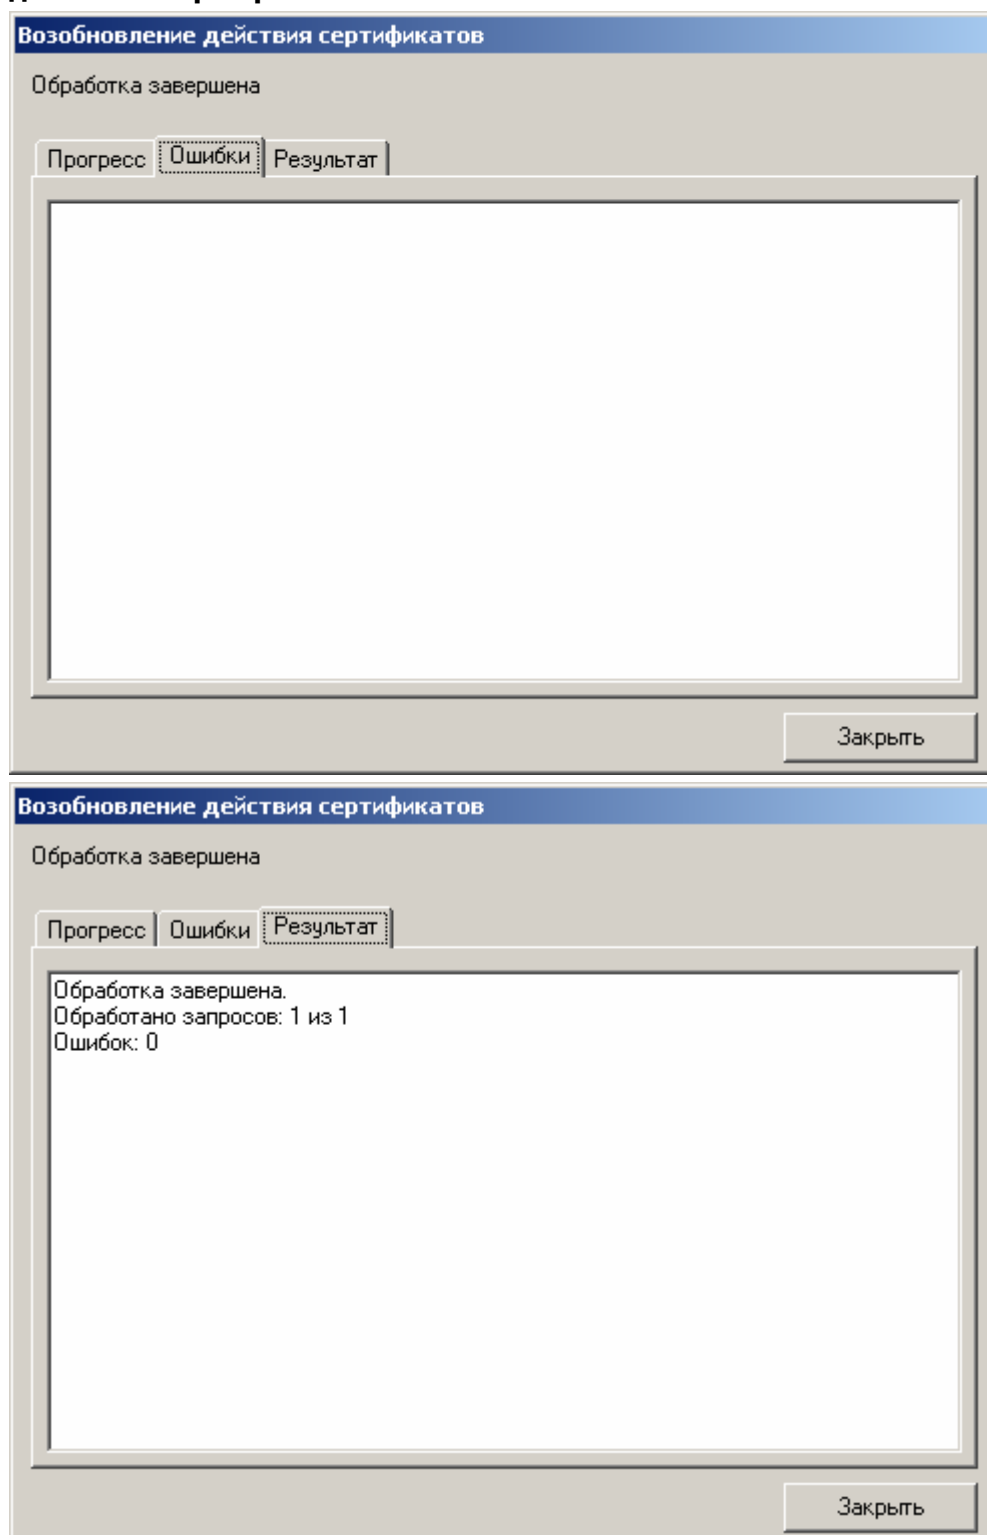 Возобновление действия сертификатов
Обработка завершена
Прогресс Ошибки Результат
Закрыть
Возобновление действия сертификатов
Обработка завершена
Прогресс Ошибки Результат
Обработка завершена.
Обработано запросов: 1 из 1
Ошибок: 0
Закрыть